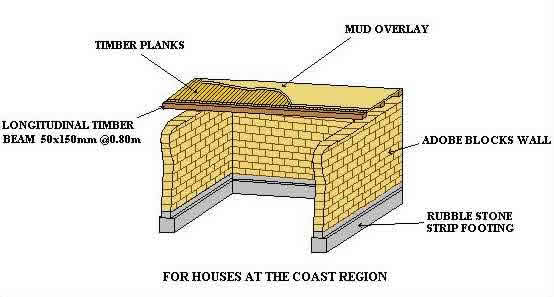 MUD OVERLAY
TIMBER PLANKS
LONGITUDINAL TIMBER
BEAM 50x150mm @0.80m
ADOBE BLOCKS WALL
RUBBLE STONE
STRIP FOOTING
FOR HOUSES AT THE COAST REGION